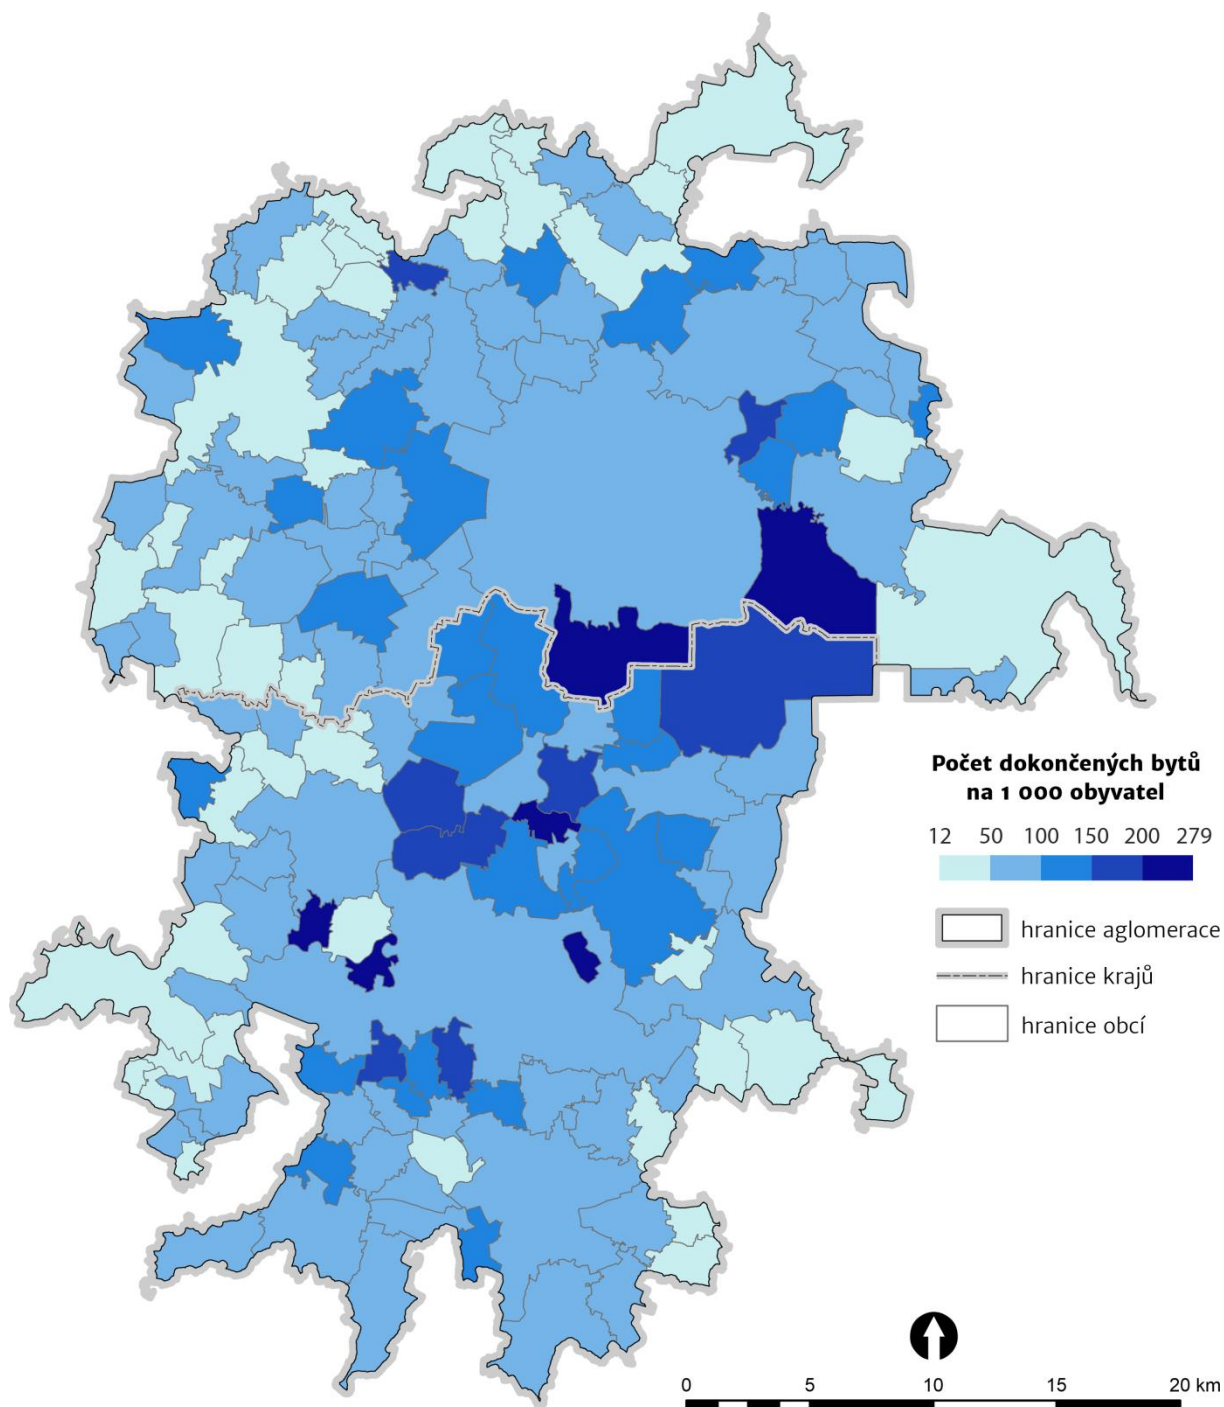 Počet dokončených bytů
na 1 000 obyvatel
12 50 100 150 200 279
hranice aglomerace
hranice krajů
hranice obcí
0 5 10 15 20 km